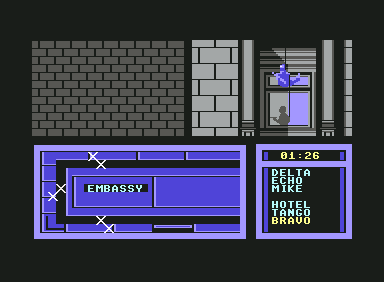 01:26
DELTA
ECHO
MIKE
EMBASSY
HOTEL
TANGO
BRAVO